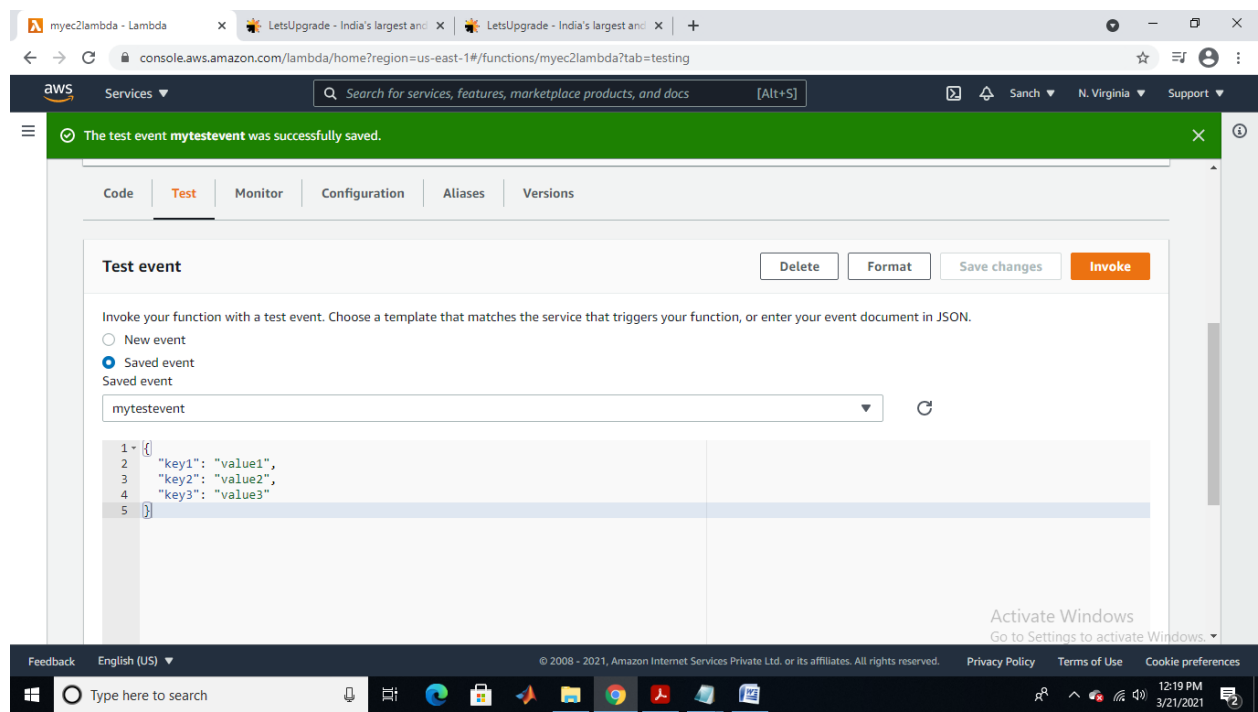 myec2lambda - Lambda
LetsUpgrade - India's largest and
LetsUpgrade - India's largest and
console.aws.amazon.com/lambda/home?region=us-east-1#/functions/myec2lambda?tab=testing
aws Services ▼ Search for services, features, marketplace products, and docs [Alt+S] Sanch ▼ N. Virginia ▼ Support ▼
The test event mytestevent was successfully saved.
Code Test Monitor Configuration Aliases Versions
Test event Delete Format Save changes Invoke
Invoke your function with a test event. Choose a template that matches the service that triggers your function, or enter your event document in JSON.
New event
Saved event
Saved event
mytestevent
1 {
2 "key1": "value1",
3 "key2": "value2",
4 "key3": "value3"
5 }
Activate Windows
Go to Settings to activate Windows.
Feedback English (US) ▼ © 2008 - 2021, Amazon Internet Services Private Ltd. or its affiliates. All rights reserved. Privacy Policy Terms of Use Cookie preferences
Type here to search
12:19 PM
3/21/2021
2